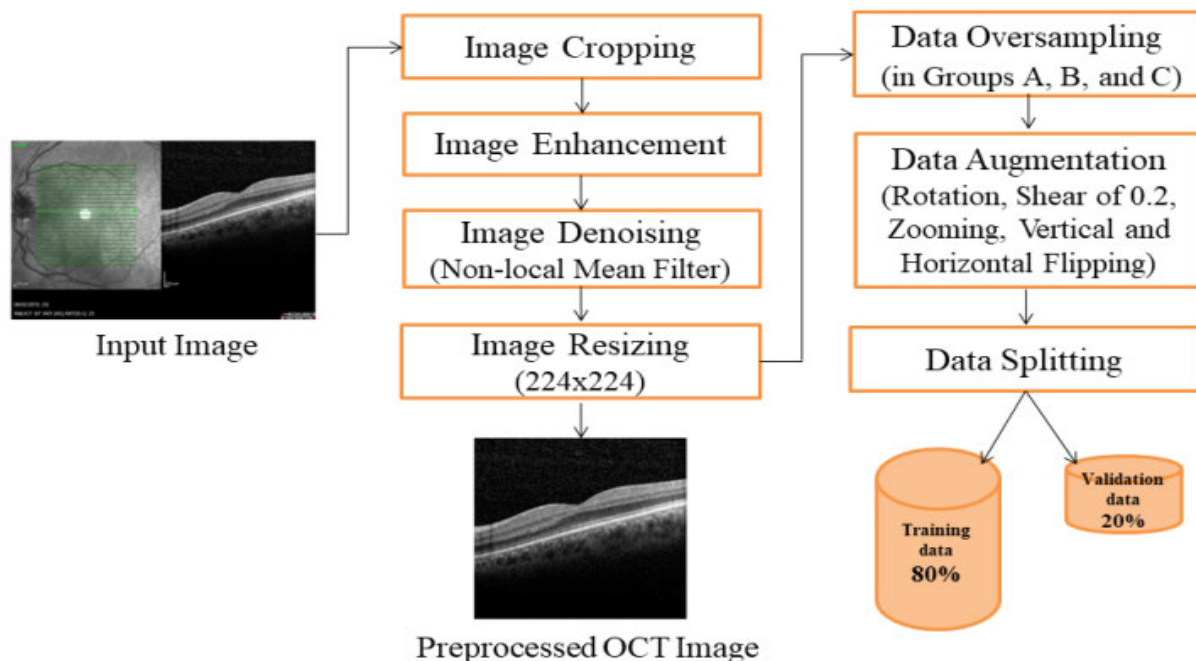 Image Cropping
Image Enhancement
Image Denoising
(Non-local Mean Filter)
Image Resizing
(224x224)
Input Image
Preprocessed OCT Image
Data Oversampling
(in Groups A, B, and C)
Data Augmentation
(Rotation, Shear of 0.2,
Zooming, Vertical and
Horizontal Flipping)
Data Splitting
Training
data
80%
Validation
data
20%